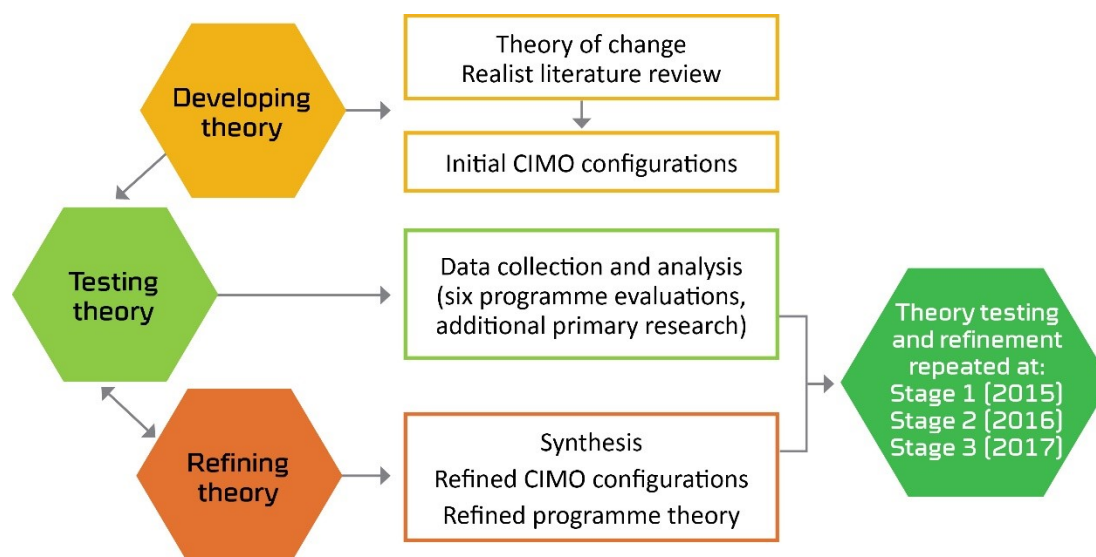 Developing
theory
Theory of change
Realist literature review
Initial CIMO configurations
Testing
theory
Data collection and analysis
(six programme evaluations,
additional primary research)
Refining
theory
Synthesis
Refined CIMO configurations
Refined programme theory
Theory testing
and refinement
repeated at:
Stage 1 (2015)
Stage 2 (2016)
Stage 3 (2017)